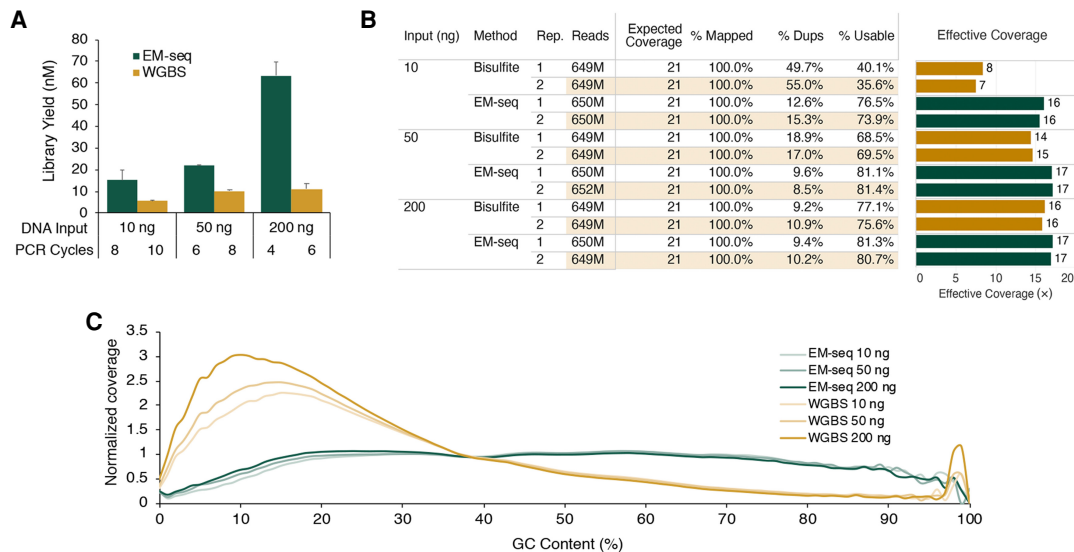 A
Library Yield (nM)
80
70
60
50
40
30
20
10
0
EM-seq
WGBS
DNA Input 10 ng 50 ng 200 ng
PCR Cycles 8 10 6 8 4 6
B
Input (ng) Method Rep. Reads Expected Coverage % Mapped % Dups % Usable Effective Coverage
10 Bisulfite 1 649M 21 100.0% 49.7% 40.1% 8
2 649M 21 100.0% 55.0% 35.6% 7
EM-seq 1 650M 21 100.0% 12.6% 76.5% 16
2 650M 21 100.0% 15.3% 73.9% 16
50 Bisulfite 1 649M 21 100.0% 18.9% 68.5% 14
2 649M 21 100.0% 17.0% 69.5% 15
EM-seq 1 650M 21 100.0% 9.6% 81.1% 17
2 652M 21 100.0% 8.5% 81.4% 17
200 Bisulfite 1 649M 21 100.0% 9.2% 77.1% 16
2 649M 21 100.0% 10.9% 75.6% 16
EM-seq 1 650M 21 100.0% 9.4% 81.3% 17
2 649M 21 100.0% 10.2% 80.7% 17
0 5 10 15 20
Effective Coverage (×)
C
Normalized coverage
3.5
3
2.5
2
1.5
1
0.5
0
EM-seq 10 ng
EM-seq 50 ng
EM-seq 200 ng
WGBS 10 ng
WGBS 50 ng
WGBS 200 ng
0 10 20 30 40 50 60 70 80 90 100
GC Content (%)